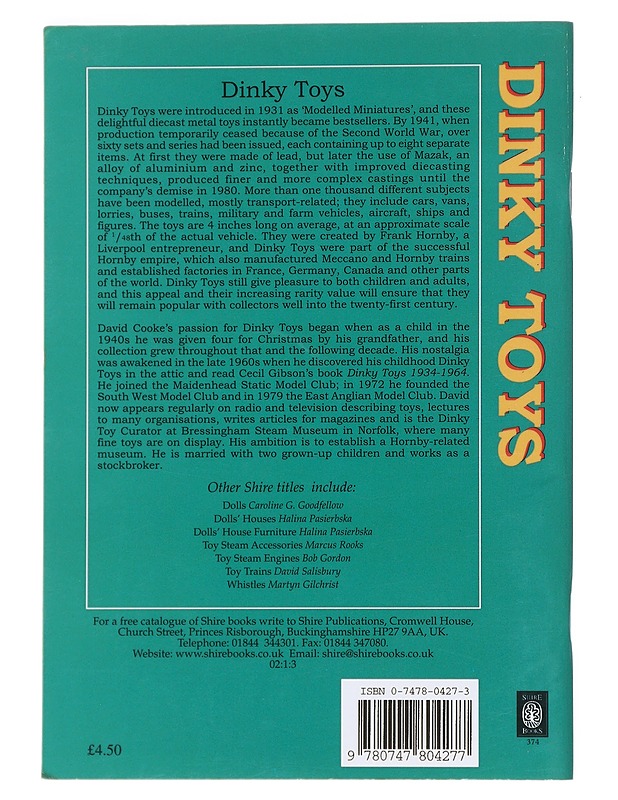 Dinky Toys
Dinky Toys were introduced in 1931 as 'Modelled Miniatures', and these
delightful diecast metal toys instantly became bestsellers. By 1941, when
production temporarily ceased because of the Second World War, over
sixty sets and series had been issued, each containing up to eight separate
items. At first they were made of lead, but later the use of Mazak, an
alloy of aluminium and zinc, together with improved diecasting
techniques, produced finer and more complex castings until the
company's demise in 1980. More than one thousand different subjects
have been modelled, mostly transport-related; they include cars, vans,
lorries, buses, trains, military and farm vehicles, aircraft, ships and
figures. The toys are 4 inches long on average, at an approximate scale
of 1/48th of the actual vehicle. They were created by Frank Hornby, a
Liverpool entrepreneur, and Dinky Toys were part of the successful
Hornby empire, which also manufactured Meccano and Hornby trains
and established factories in France, Germany, Canada and other parts
of the world. Dinky Toys still give pleasure to both children and adults,
and this appeal and their increasing rarity value will ensure that they
will remain popular with collectors well into the twenty-first century.
David Cooke's passion for Dinky Toys began when as a child in the
1940s he was given four for Christmas by his grandfather, and his
collection grew throughout that and the following decade. His nostalgia
was awakened in the late 1960s when he discovered his childhood Dinky
Toys in the attic and read Cecil Gibson's book Dinky Toys 1934-1964.
He joined the Maidenhead Static Model Club; in 1972 he founded the
South West Model Club and in 1979 the East Anglian Model Club. David
now appears regularly on radio and television describing toys, lectures
to many organisations, writes articles for magazines and is the Dinky
Toy Curator at Bressingham Steam Museum in Norfolk, where many
fine toys are on display. His ambition is to establish a Hornby-related
museum. He is married with two grown-up children and works as a
stockbroker.
Other Shire titles include:
Dolls Caroline G. Goodfellow
Dolls' Houses Halina Pasierbska
Dolls' House Furniture Halina Pasierbska
Toy Steam Accessories Marcus Rooks
Toy Steam Engines Bob Gordon
Toy Trains David Salisbury
Whistles Martyn Gilchrist
For a free catalogue of Shire books write to Shire Publications, Cromwell House,
Church Street, Princes Risborough, Buckinghamshire HP27 9AA, UK.
Telephone: 01844 344301. Fax: 01844 347080.
Website: www.shirebooks.co.uk Email: shire@shirebooks.co.uk
02:1:3
DINKY TOYS
£4.50
ISBN 0-7478-0427-3
9 780747 804277
SHIRE
BOOKS
374